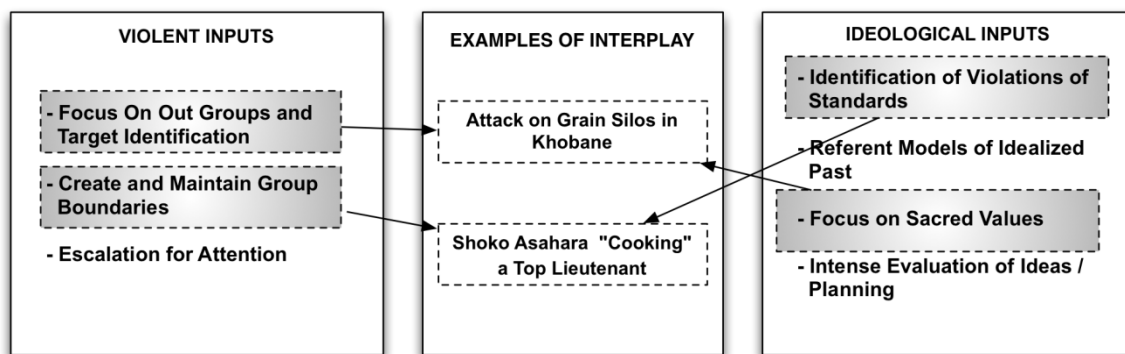 VIOLENT INPUTS
- Focus On Out Groups and
Target Identification
- Create and Maintain Group
Boundaries
- Escalation for Attention
EXAMPLES OF INTERPLAY
Attack on Grain Silos in
Khobane
Shoko Asahara "Cooking"
a Top Lieutenant
IDEOLOGICAL INPUTS
- Identification of Violations of
Standards
- Referent Models of Idealized
Past
- Focus on Sacred Values
- Intense Evaluation of Ideas /
Planning